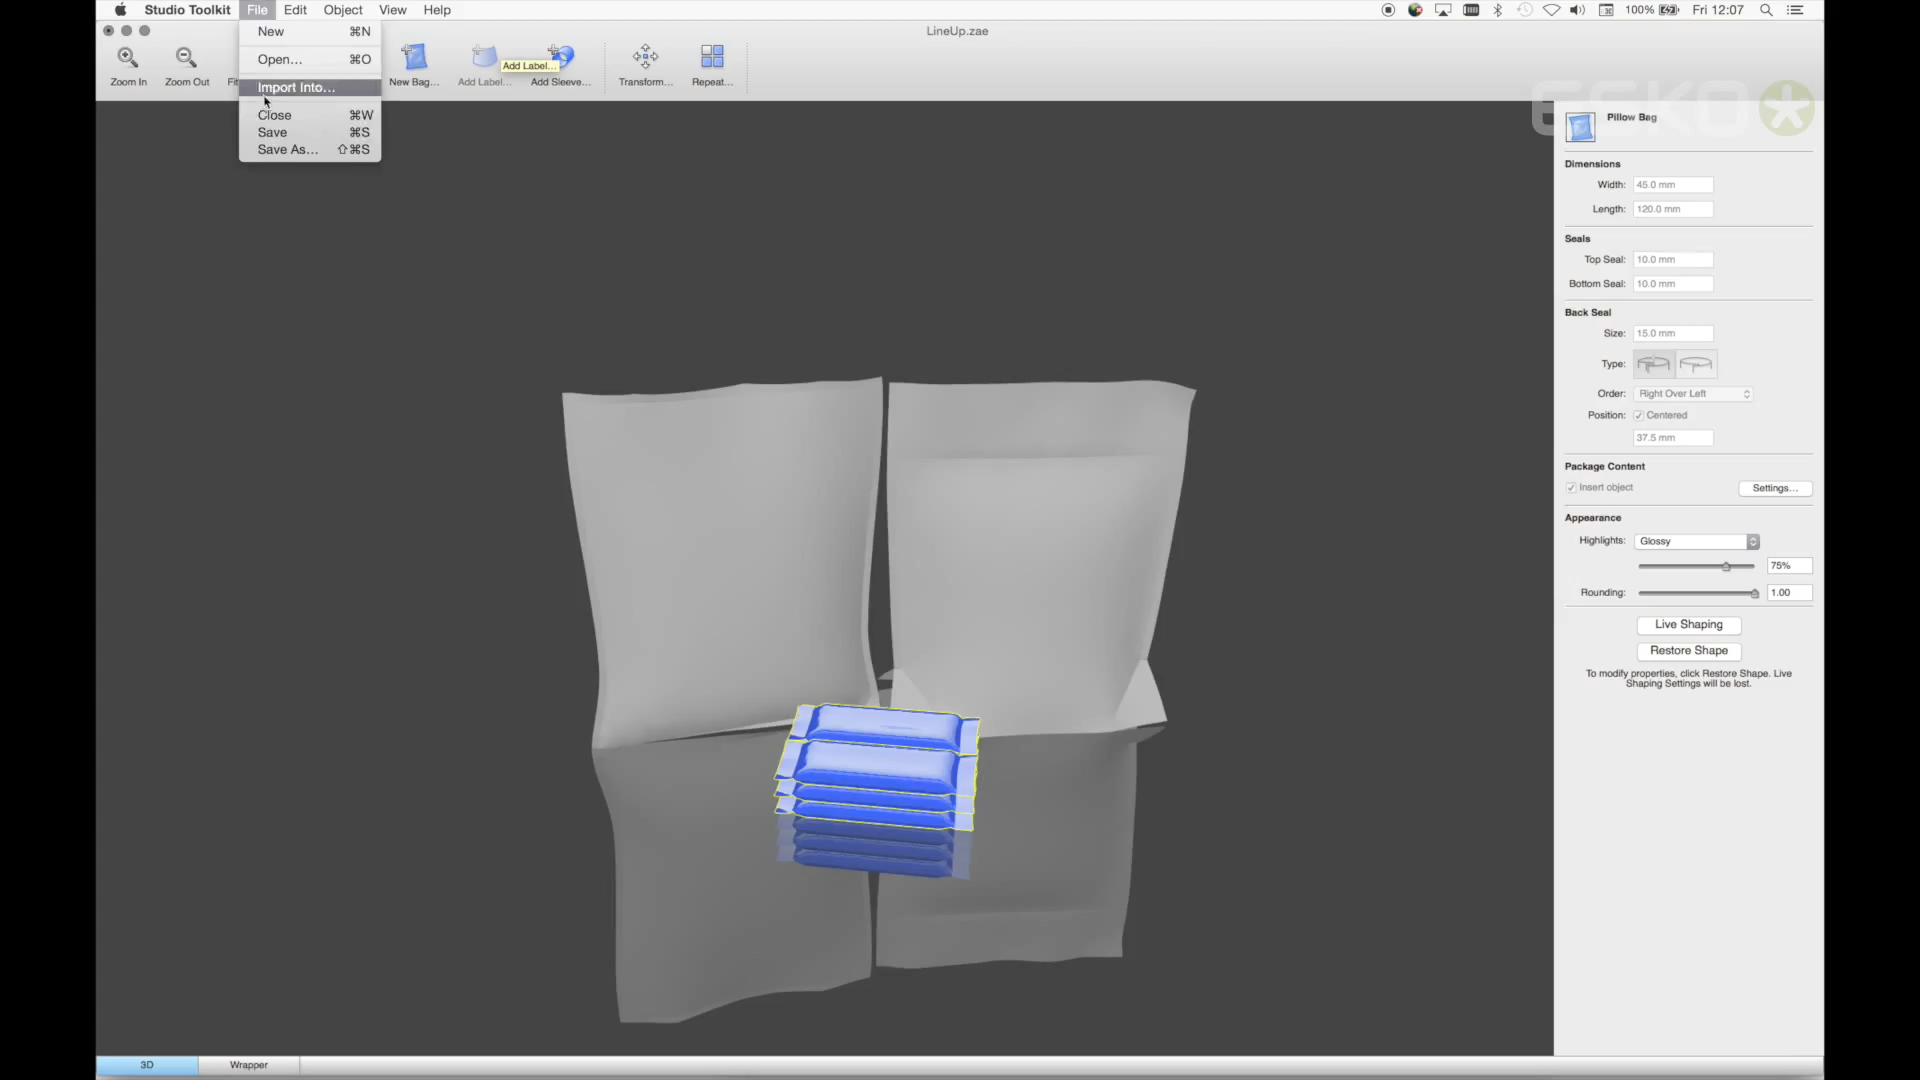 Studio Toolkit File Edit Object View Help
100% Fri 12:07
LineUp.zae
New ⌘N
Open... ⌘O
Import Into...
Close ⌘W
Save ⌘S
Save As... ⇧⌘S
Zoom In
Zoom Out
Fit
New Bag...
Add Label...
Add Label...
Add Sleeve...
Transform...
Repeat...
ESKO
Pillow Bag
Dimensions
Width: 45.0 mm
Length: 120.0 mm
Seals
Top Seal: 10.0 mm
Bottom Seal: 10.0 mm
Back Seal
Size: 15.0 mm
Type:
Order: Right Over Left
Position: Centered
37.5 mm
Package Content
Insert object Settings...
Appearance
Highlights: Glossy
75%
Rounding: 1.00
Live Shaping
Restore Shape
To modify properties, click Restore Shape. Live
Shaping Settings will be lost.
3D Wrapper